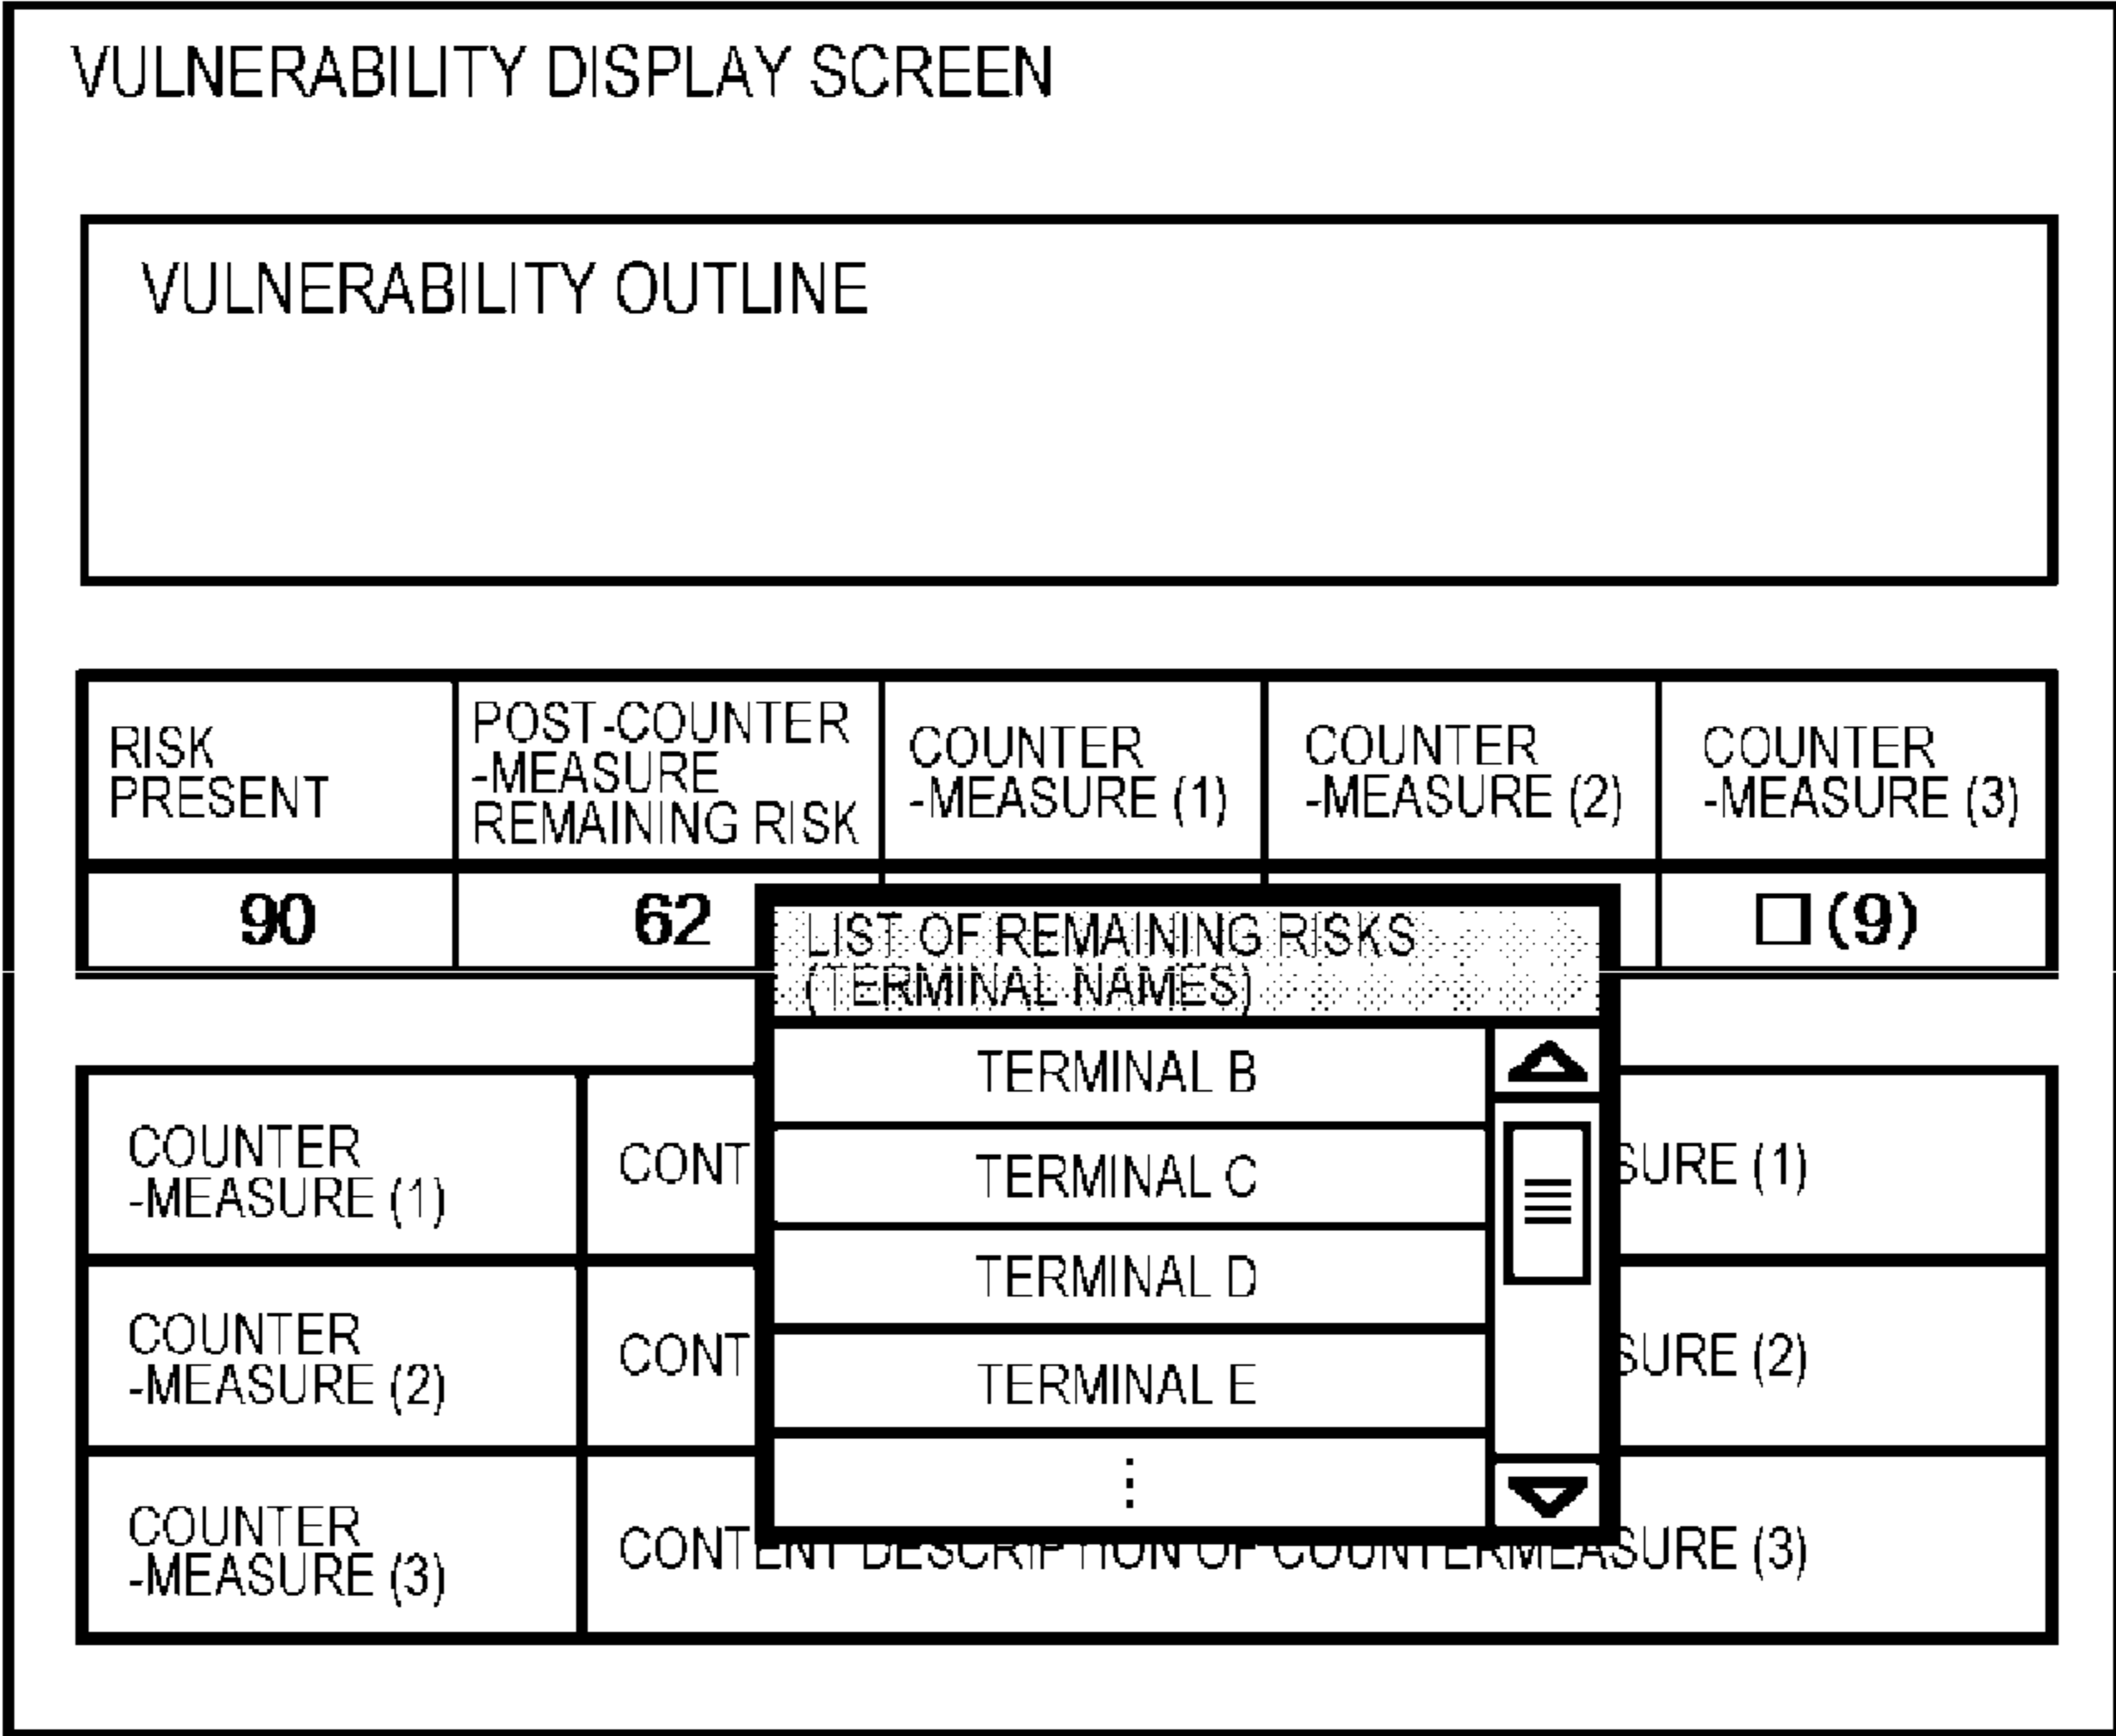 VULNERABILITY DISPLAY SCREEN
VULNERABILITY OUTLINE
RISK
PRESENT
POST-COUNTER
-MEASURE
REMAINING RISK
COUNTER
-MEASURE (1)
COUNTER
-MEASURE (2)
COUNTER
-MEASURE (3)
90
62
□ (9)
LIST OF REMAINING RISKS
(TERMINAL NAMES)
TERMINAL B
TERMINAL C
TERMINAL D
TERMINAL E
⋮
COUNTER
-MEASURE (1)
CONT SURE (1)
COUNTER
-MEASURE (2)
CONT SURE (2)
COUNTER
-MEASURE (3)
CONTENT DESCRIPTION OF COUNTERMEASURE (3)